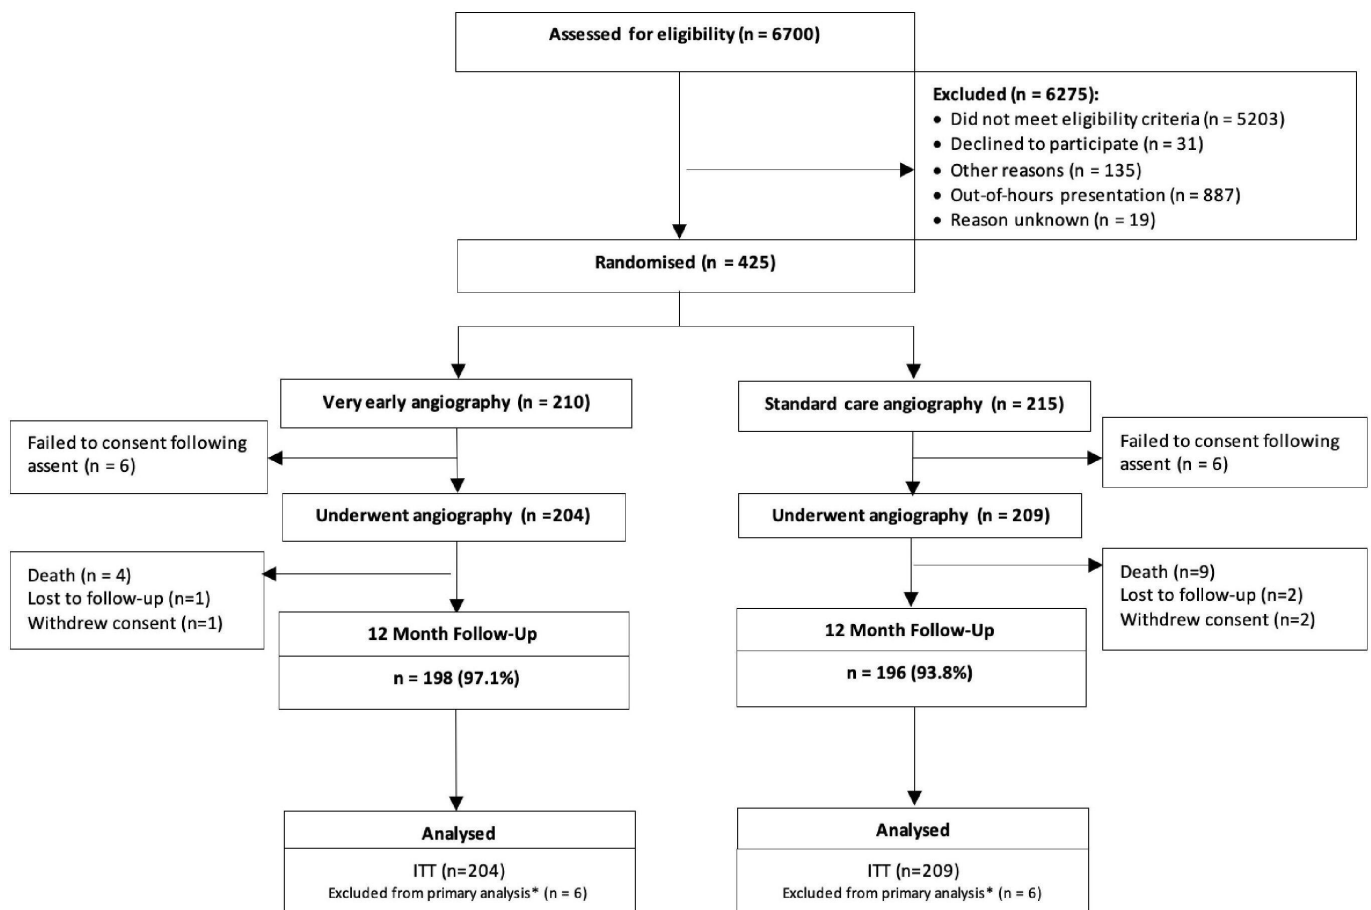 Assessed for eligibility (n = 6700)
Excluded (n = 6275):
• Did not meet eligibility criteria (n = 5203)
• Declined to participate (n = 31)
• Other reasons (n = 135)
• Out-of-hours presentation (n = 887)
• Reason unknown (n = 19)
Randomised (n = 425)
Very early angiography (n = 210)
Standard care angiography (n = 215)
Failed to consent following
assent (n = 6)
Failed to consent following
assent (n = 6)
Underwent angiography (n =204)
Underwent angiography (n = 209)
Death (n = 4)
Lost to follow-up (n=1)
Withdrew consent (n=1)
Death (n=9)
Lost to follow-up (n=2)
Withdrew consent (n=2)
12 Month Follow-Up
n = 198 (97.1%)
12 Month Follow-Up
n = 196 (93.8%)
Analysed
ITT (n=204)
Excluded from primary analysis* (n = 6)
Analysed
ITT (n=209)
Excluded from primary analysis* (n = 6)